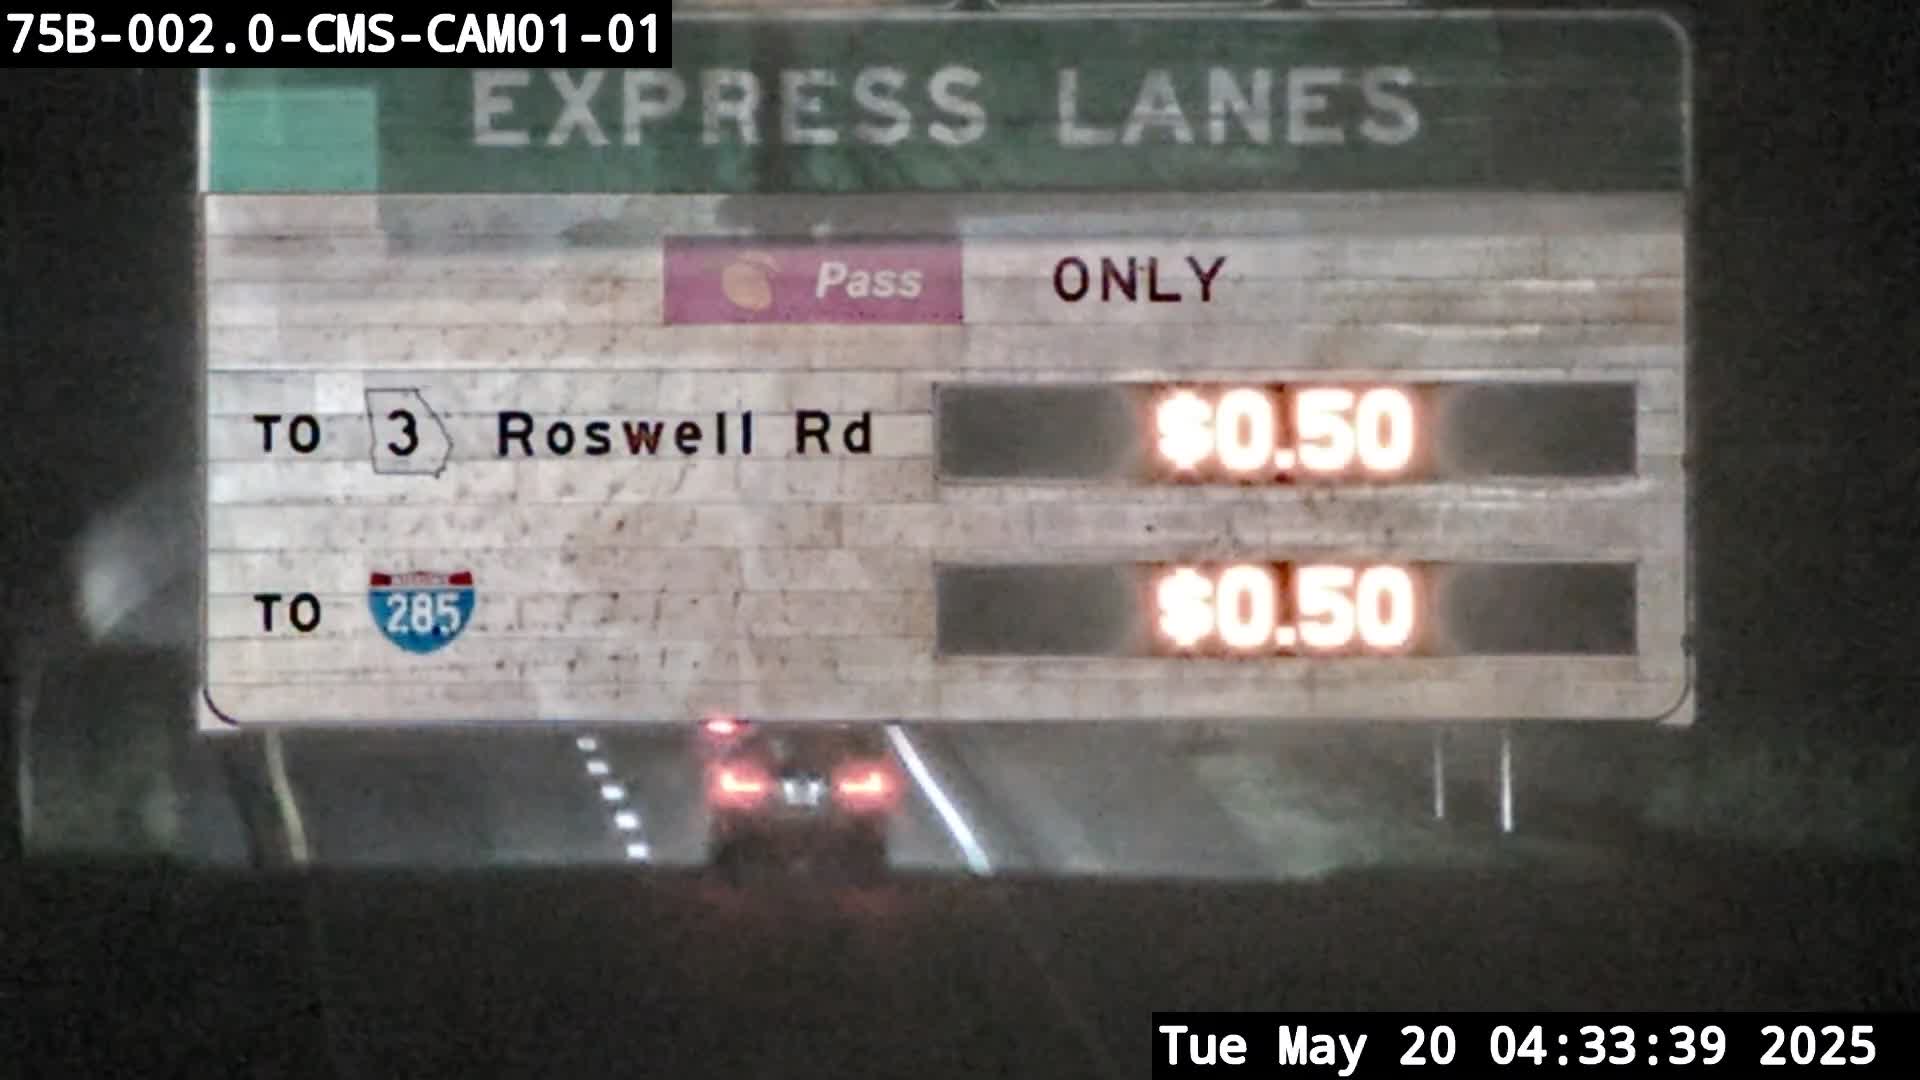 75B-002.0-CMS-CAM01-01
EXPRESS LANES
Pass ONLY
TO 3 Roswell Rd $0.50
TO 285 $0.50
Tue May 20 04:33:39 2025